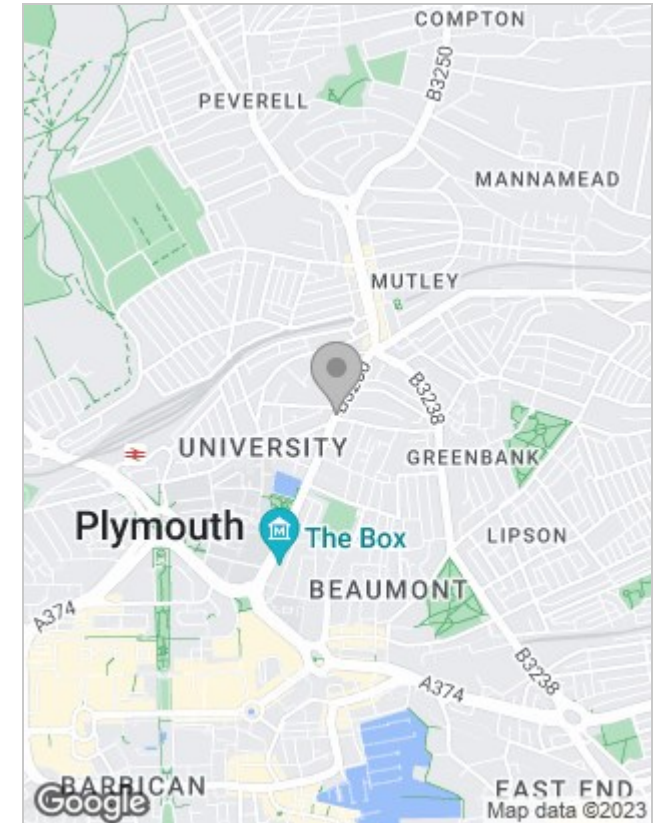 COMPTON
B3250
PEVERELL
MANNAMEAD
MUTLEY
B3250
B3238
UNIVERSITY
GREENBANK
Plymouth
The Box
LIPSON
BEAUMONT
A374
B3238
A374
BARBICAN
EAST END
Google
Map data ©2023